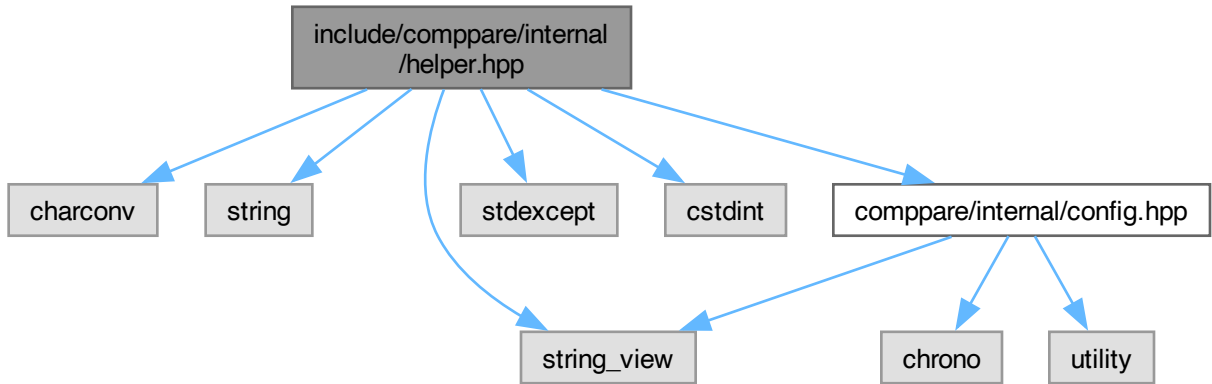 include/comppare/internal
/helper.hpp
charconv
string
stdexcept
cstdint
comppare/internal/config.hpp
string_view
chrono
utility